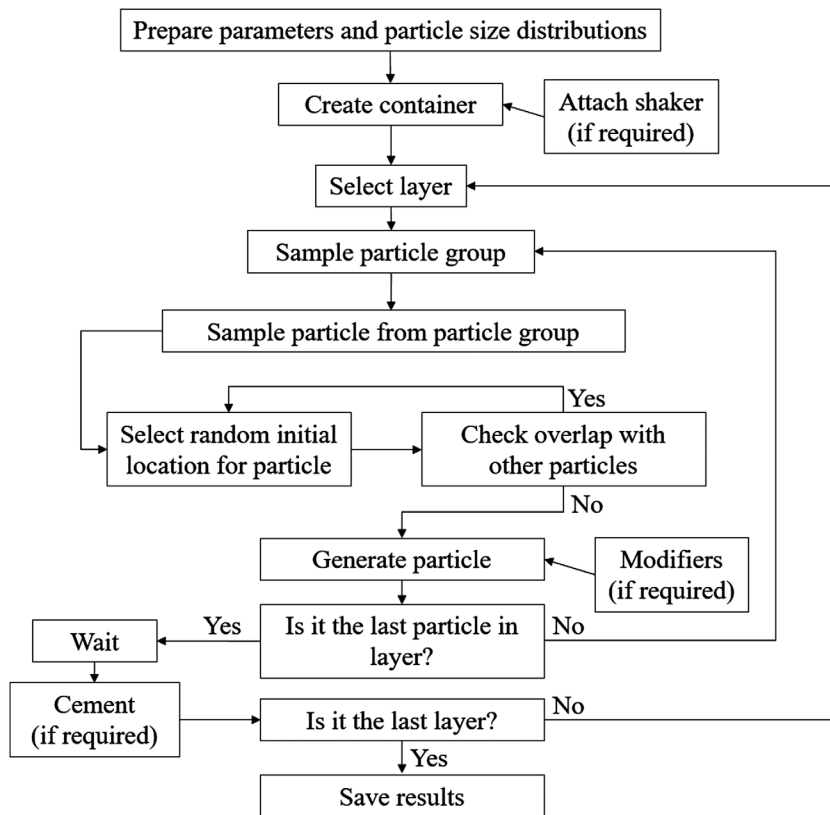 Prepare parameters and particle size distributions
Create container
Attach shaker
(if required)
Select layer
Sample particle group
Sample particle from particle group
Yes
Select random initial
location for particle
Check overlap with
other particles
No
Generate particle
Modifiers
(if required)
Is it the last particle in
layer?
Yes
No
Wait
Cement
(if required)
Is it the last layer?
No
Yes
Save results